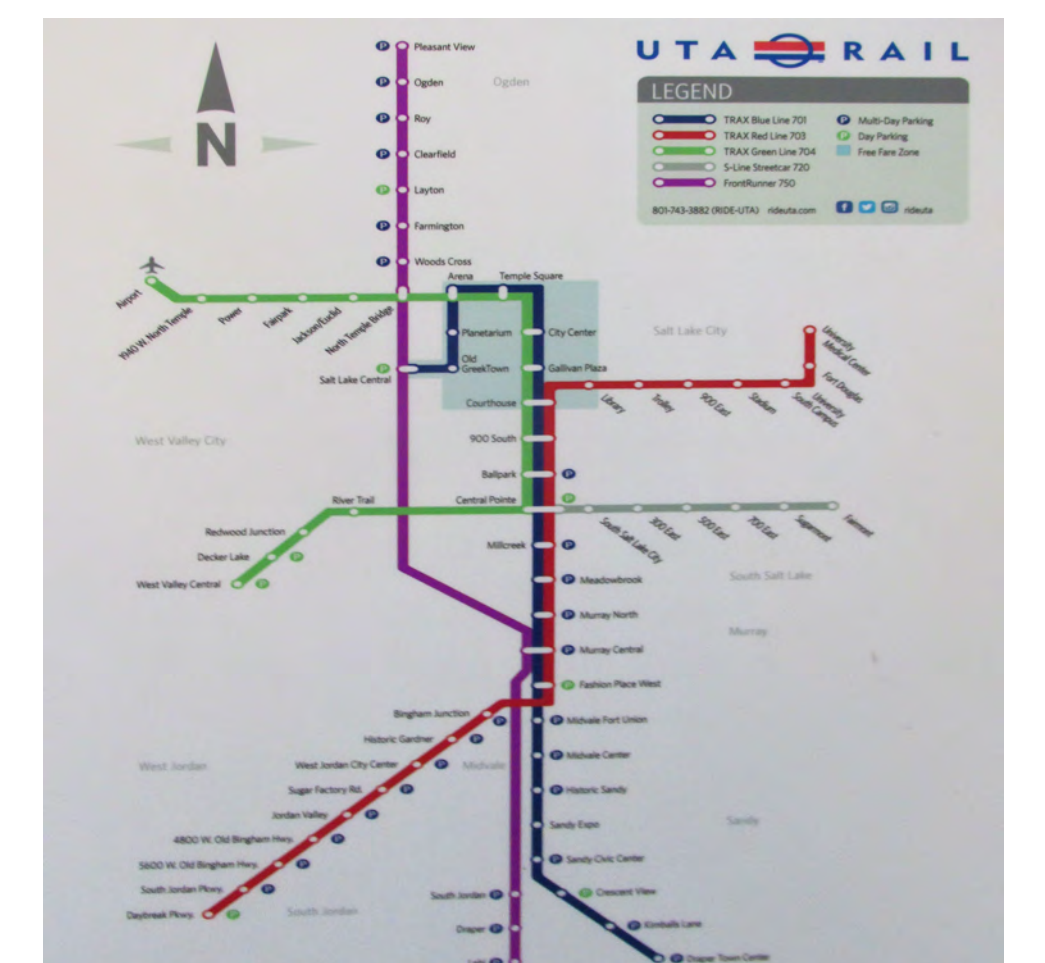 UTA RAIL
LEGEND
TRAX Blue Line 701
TRAX Red Line 703
TRAX Green Line 704
S-Line Streetcar 720
FrontRunner 750
P Multi-Day Parking
P Day Parking
Free Fare Zone
801-743-3882 (RIDE-UTA) rideuta.com
f rideuta
N
P Pleasant View
P Ogden
Ogden
P Roy
P Clearfield
P Layton
P Farmington
P Woods Cross
Arena
Temple Square
Airport
1940 W. North Temple
Power
Fairpark
Jackson/Euclid
North Temple Bridge
Planetarium
City Center
Salt Lake City
Old
GreekTown
Gallivan Plaza
P
Salt Lake Central
Courthouse
Library
Trolley
900 East
Stadium
University
South Campus
Fort Douglas
University
Medical Center
West Valley City
900 South
Ballpark P
River Trail
Central Pointe P
South Salt Lake City
300 East
500 East
700 East
Sugarmont
Fairmont
Redwood Junction
Decker Lake P
West Valley Central P
Millcreek P
P Meadowbrook
South Salt Lake
P Murray North
Murray
P Murray Central
P Fashion Place West
Bingham Junction P
P Midvale Fort Union
Historic Gardner P
P Midvale Center
West Jordan
West Jordan City Center P
Midvale
Sugar Factory Rd. P
P Historic Sandy
Jordan Valley P
Sandy Expo
Sandy
4800 W. Old Bingham Hwy. P
5600 W. Old Bingham Hwy. P
P Sandy Civic Center
South Jordan Pkwy. P
South Jordan P
P Crescent View
Daybreak Pkwy. P
South Jordan
Draper P
P Kimballs Lane
Lehi P
P Draper Town Center